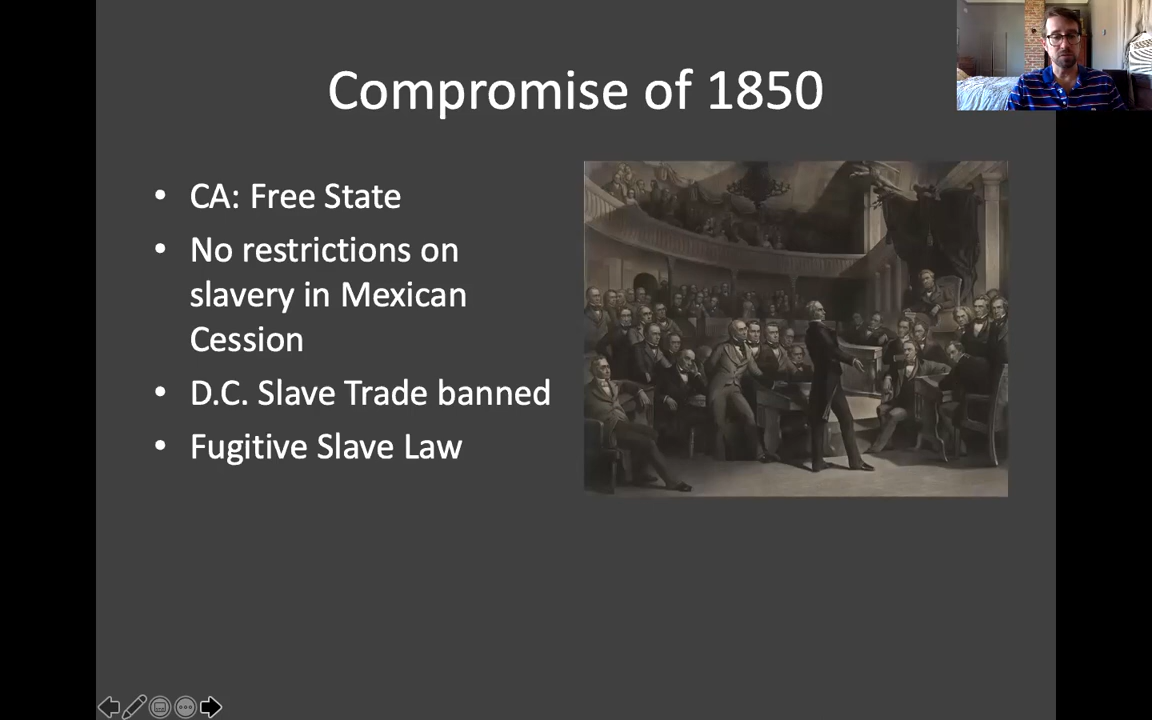 Compromise of 1850
• CA: Free State
• No restrictions on
slavery in Mexican
Cession
• D.C. Slave Trade banned
• Fugitive Slave Law